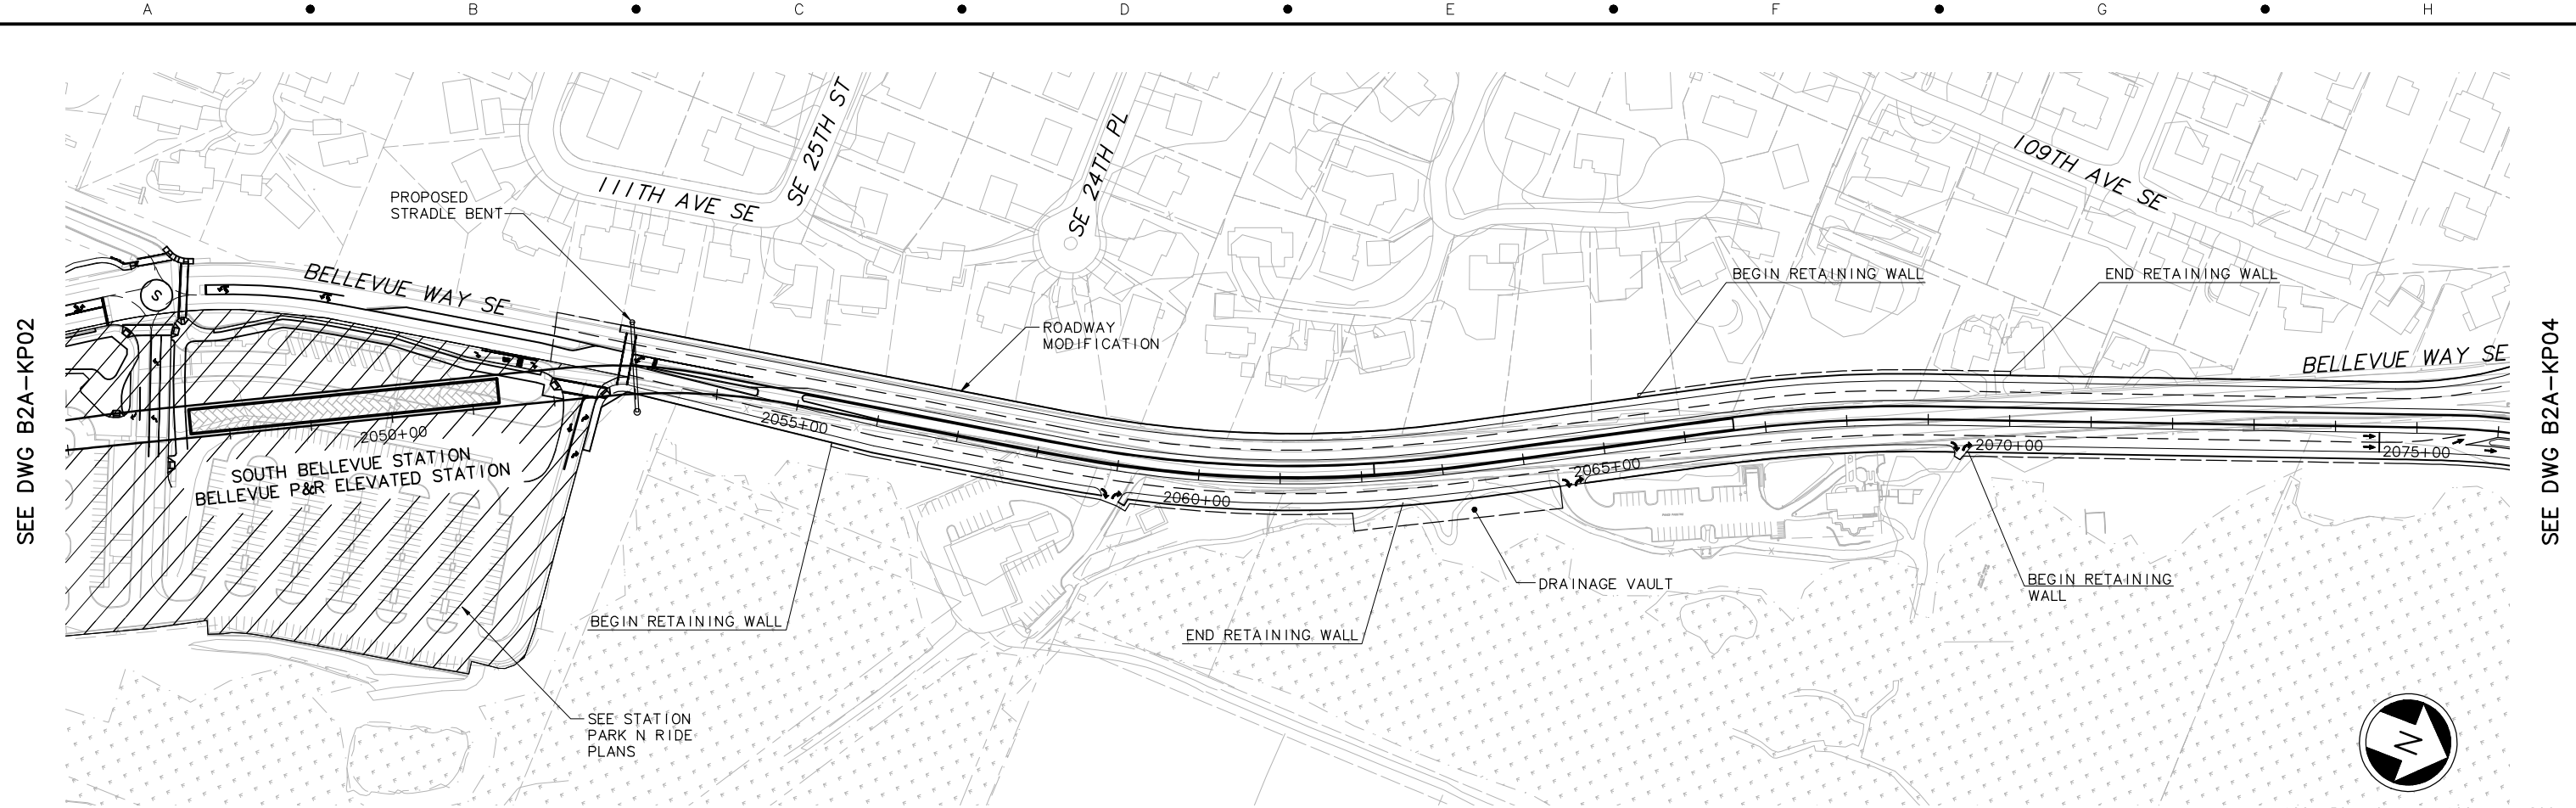 A B C D E F G H
111TH AVE SE
SE 25TH ST
SE 24TH PL
109TH AVE SE
PROPOSED
STRADLE BENT
BELLEVUE WAY SE
S
ROADWAY
MODIFICATION
BEGIN RETAINING WALL
END RETAINING WALL
BELLEVUE WAY SE
SEE DWG B2A-KP02
SEE DWG B2A-KP04
2050+00
2055+00
2060+00
2065+00
2070+00
2075+00
SOUTH BELLEVUE STATION
BELLEVUE P&R ELEVATED STATION
BEGIN RETAINING WALL
END RETAINING WALL
DRAINAGE VAULT
BEGIN RETAINING
WALL
SEE STATION
PARK N RIDE
PLANS
N